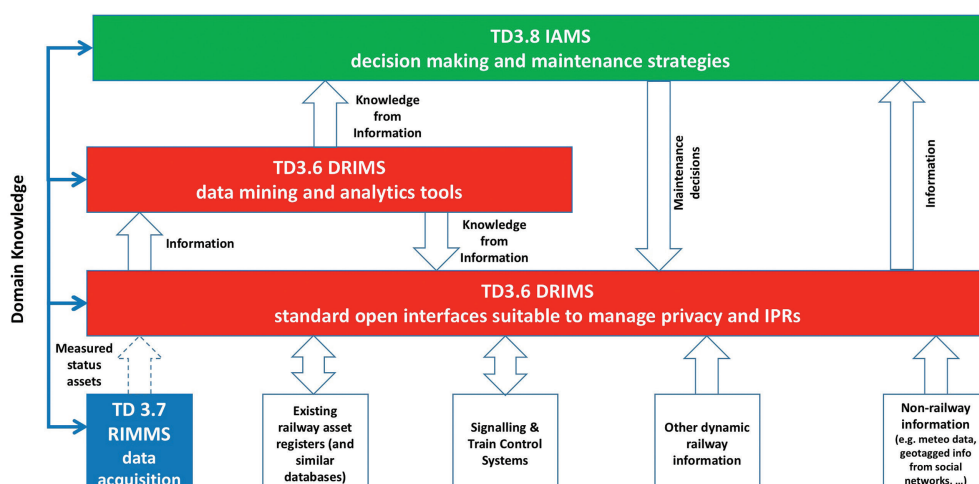 TD3.8 IAMS
decision making and maintenance strategies
Knowledge
from
Information
Maintenance
decisions
Information
TD3.6 DRIMS
data mining and analytics tools
Domain Knowledge
Information
Knowledge
from
Information
TD3.6 DRIMS
standard open interfaces suitable to manage privacy and IPRs
Measured
status
assets
TD 3.7
RIMMS
data
acquisition
Existing
railway asset
registers (and
similar
databases)
Signalling &
Train Control
Systems
Other dynamic
railway
information
Non-railway
information
(e.g. meteo data,
geotagged info
from social
networks, ...)